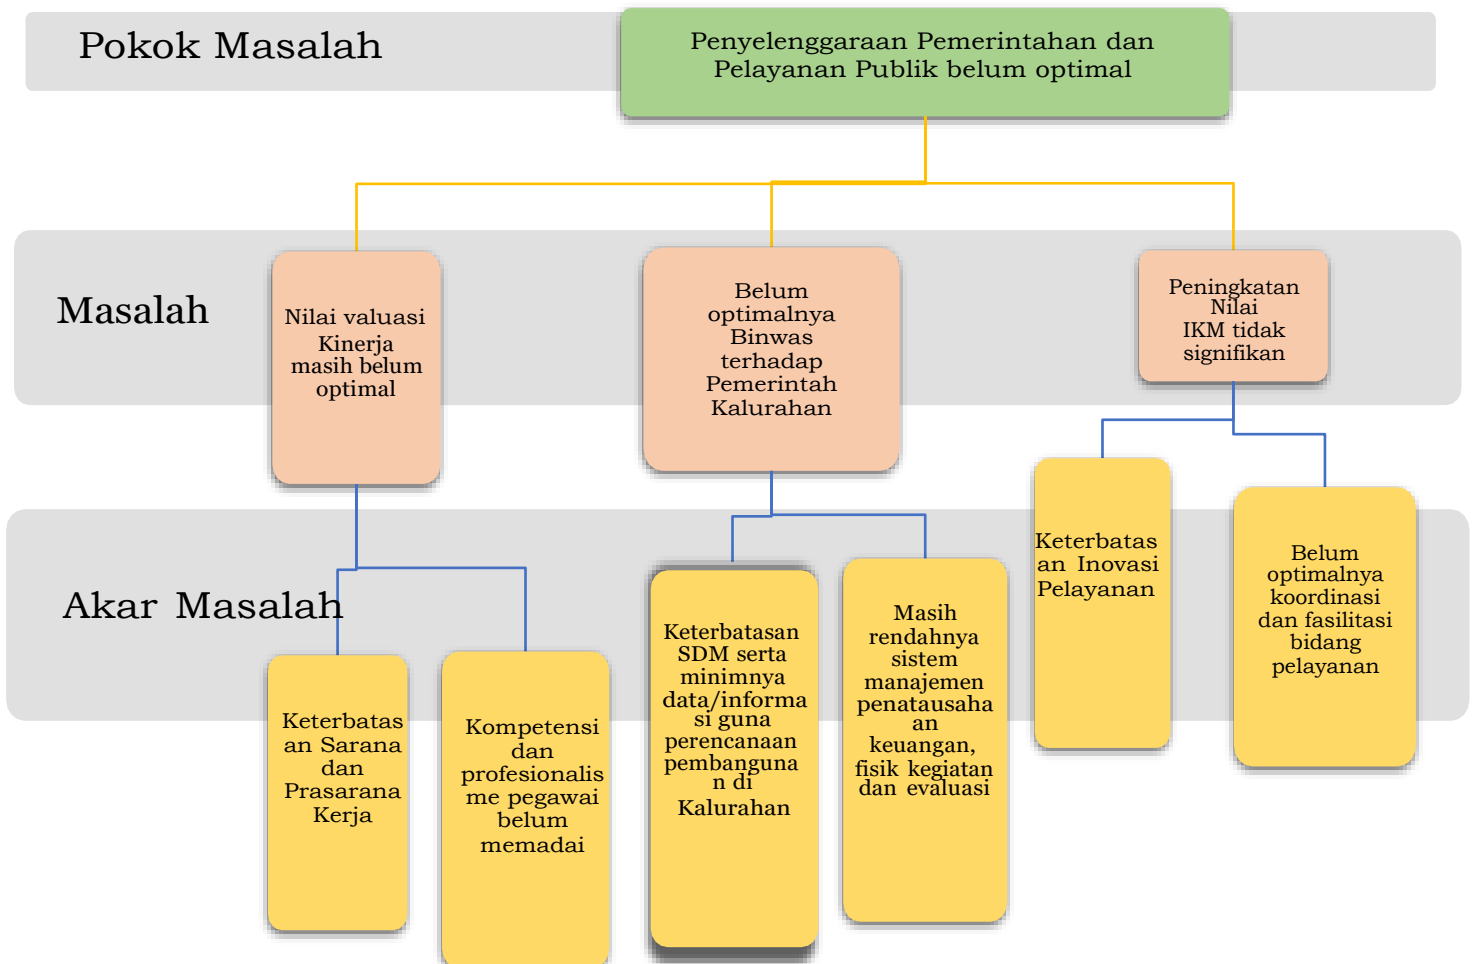 Pokok Masalah
Penyelenggaraan Pemerintahan dan
Pelayanan Publik belum optimal
Masalah
Nilai valuasi
Kinerja
masih belum
optimal
Belum
optimalnya
Binwas
terhadap
Pemerintah
Kalurahan
Peningkatan
Nilai
IKM tidak
signifikan
Akar Masalah
Keterbatas
an Sarana
dan
Prasarana
Kerja
Kompetensi
dan
profesionalis
me pegawai
belum
memadai
Keterbatasan
SDM serta
minimnya
data/informa
si guna
perencanaan
pembanguna
n di
Kalurahan
Masih
rendahnya
sistem
manajemen
penatausaha
an
keuangan,
fisik kegiatan
dan evaluasi
Keterbatas
an Inovasi
Pelayanan
Belum
optimalnya
koordinasi
dan fasilitasi
bidang
pelayanan